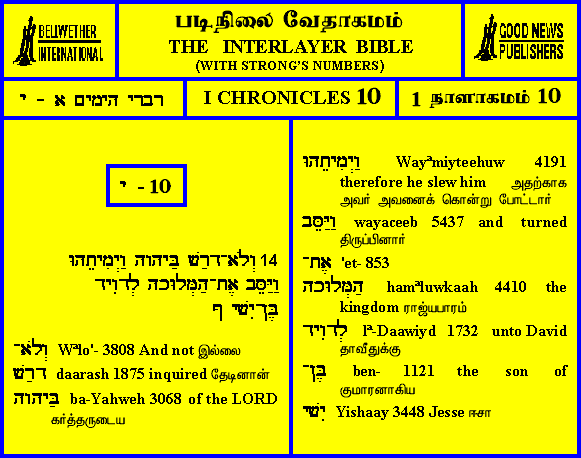 BELLWETHER
INTERNATIONAL
படிநிலை வேதாகமம்
THE INTERLAYER BIBLE
(WITH STRONG'S NUMBERS)
GOOD NEWS
PUBLISHERS
דברי הימים א - י
I CHRONICLES 10
1 நாளாகமம் 10
10 - י
14 וְלֹא־דָרַשׁ בַּיהוָה וַיְמִיתֵהוּ
וַיַּסֵּב אֶת־הַמְּלוּכָה לְדָוִיד
בֶּן־יִשָׁי ף
וְלֹא־ Wᵃlo'- 3808 And not இல்லை
דָרַשׁ daarash 1875 inquired தேடினான்
בַּיהוָה ba-Yahweh 3068 of the LORD
கர்த்தருடைய
וַיְמִיתֵהוּ Wayᵃmiyteehuw 4191
therefore he slew him அதற்காக
அவர் அவனைக் கொன்று போட்டார்
וַיַּסֵּב wayaceeb 5437 and turned
திருப்பினார்
אֶת־ 'et- 853
הַמְּלוּכָה hamᵃluwkaah 4410 the
kingdom ராஜ்யபாரம்
לְדָוִיד lᵃ-Daawiyd 1732 unto David
தாவீதுக்கு
בֶּן־ ben- 1121 the son of
குமாரனாகிய
יִשָׁי Yishaay 3448 Jesse ஈசா